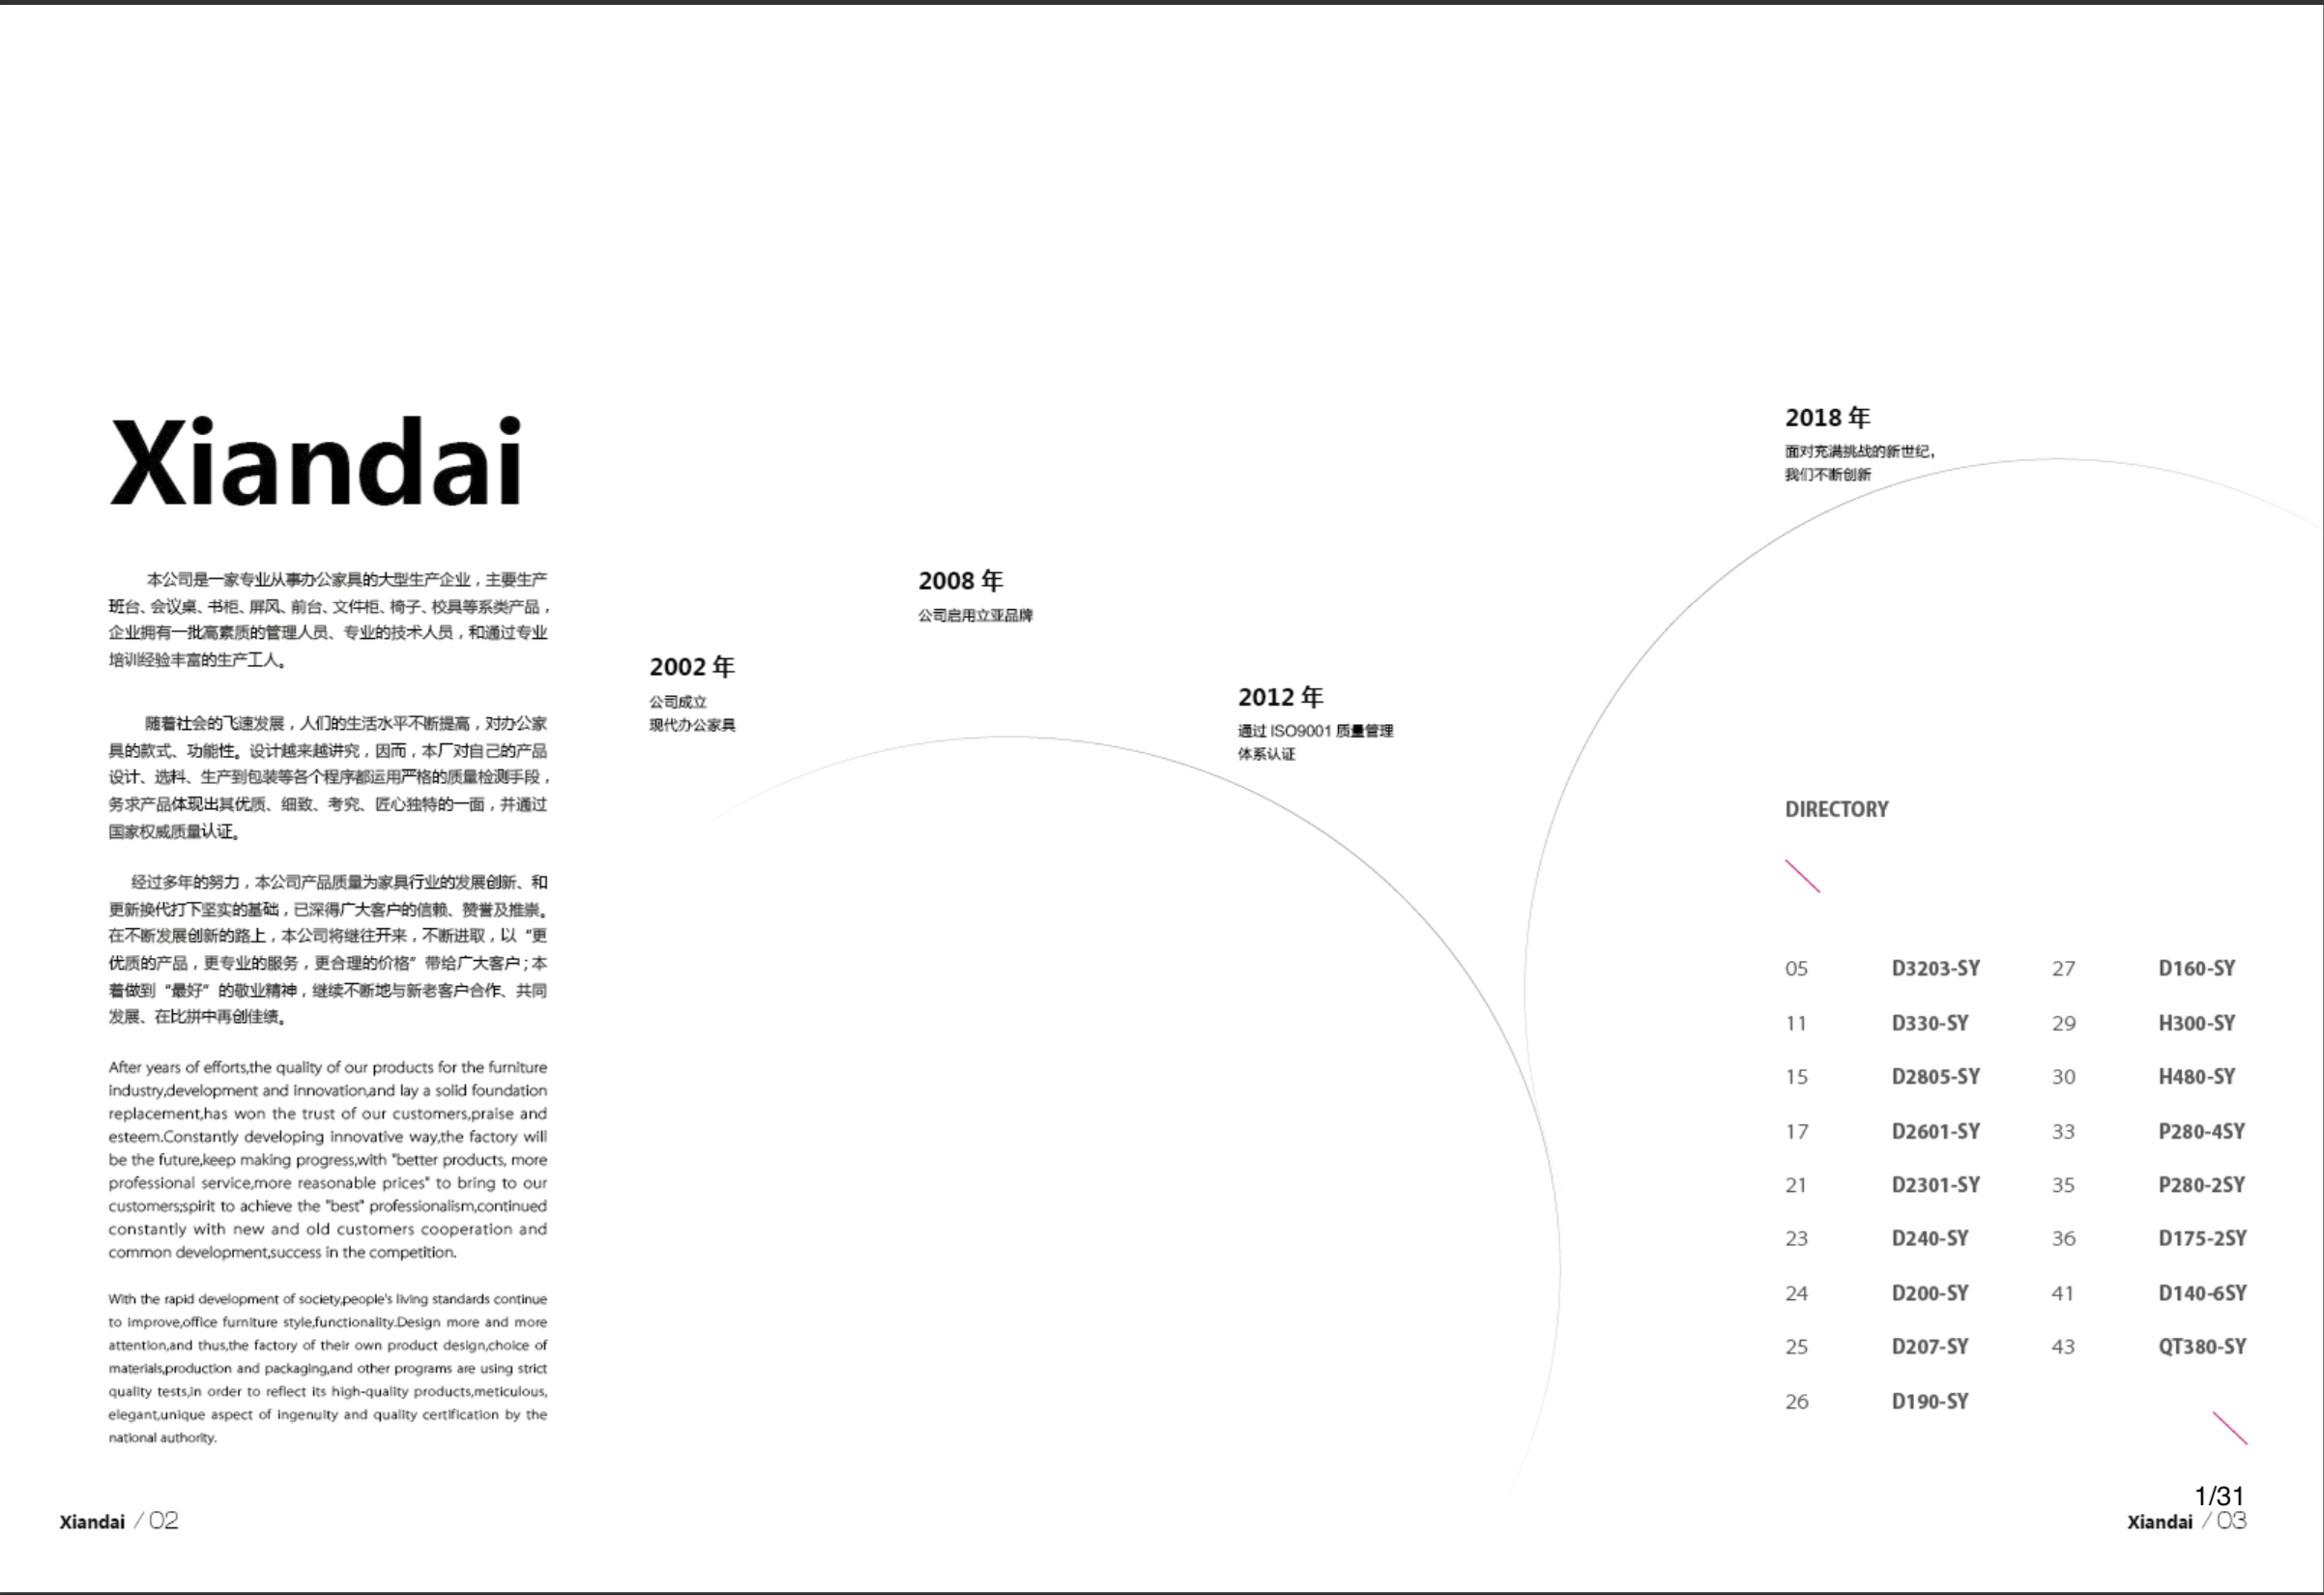 Xiandai
本公司是一家专业从事办公家具的大型生产企业，主要生产
班台、会议桌、书柜、屏风、前台、文件柜、椅子、校具等系类产品，
企业拥有一批高素质的管理人员、专业的技术人员，和通过专业
培训经验丰富的生产工人。
随着社会的飞速发展，人们的生活水平不断提高，对办公家
具的款式、功能性。设计越来越讲究，因而，本厂对自己的产品
设计、选料、生产到包装等各个程序都运用严格的质量检测手段，
务求产品体现出其优质、细致、考究、匠心独特的一面，并通过
国家权威质量认证。
经过多年的努力，本公司产品质量为家具行业的发展创新、和
更新换代打下坚实的基础，已深得广大客户的信赖、赞誉及推崇。
在不断发展创新的路上，本公司将继往开来，不断进取，以“更
优质的产品，更专业的服务，更合理的价格”带给广大客户；本
着做到“最好”的敬业精神，继续不断地与新老客户合作、共同
发展、在比拼中再创佳绩。
After years of efforts,the quality of our products for the furniture
industry,development and innovation,and lay a solid foundation
replacement,has won the trust of our customers,praise and
esteem.Constantly developing innovative way,the factory will
be the future,keep making progress,with "better products, more
professional service,more reasonable prices" to bring to our
customers;spirit to achieve the "best" professionalism,continued
constantly with new and old customers cooperation and
common development,success in the competition.
With the rapid development of society,people's living standards continue
to improve,office furniture style,functionality.Design more and more
attention,and thus,the factory of their own product design,choice of
materials,production and packaging,and other programs are using strict
quality tests,in order to reflect its high-quality products,meticulous,
elegant,unique aspect of ingenuity and quality certification by the
national authority.
Xiandai / 02
2002 年
公司成立
现代办公家具
2008 年
公司启用立亚品牌
2012 年
通过 ISO9001 质量管理
体系认证
2018 年
面对充满挑战的新世纪，
我们不断创新
DIRECTORY
05 D3203-SY 27 D160-SY
11 D330-SY 29 H300-SY
15 D2805-SY 30 H480-SY
17 D2601-SY 33 P280-4SY
21 D2301-SY 35 P280-2SY
23 D240-SY 36 D175-2SY
24 D200-SY 41 D140-6SY
25 D207-SY 43 QT380-SY
26 D190-SY
1/31
Xiandai / 03